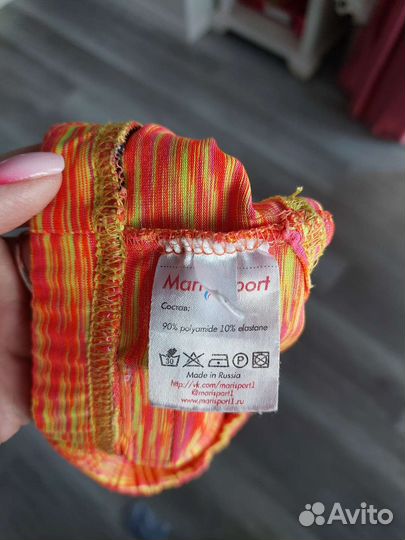 Marisport
Состав:
90% polyamide 10% elastane
30 P
Made in Russia
http://vk.com/marisport1
@marisport1
www.marisport1.ru
Avito